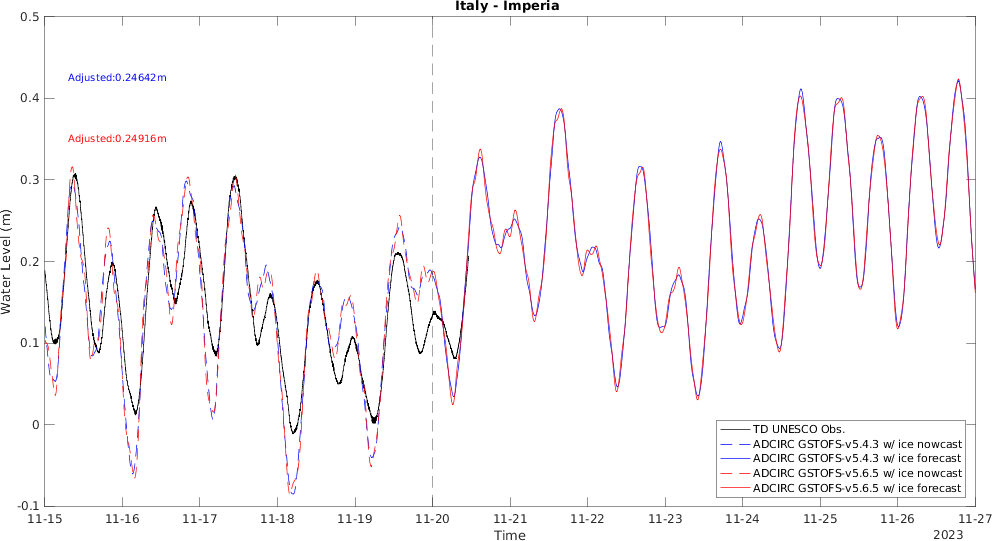 Italy - Imperia
0.5
0.4
0.3
0.2
0.1
0
-0.1
Water Level (m)
Adjusted:0.24642m
Adjusted:0.24916m
TD UNESCO Obs.
ADCIRC GSTOFS-v5.4.3 w/ ice nowcast
ADCIRC GSTOFS-v5.4.3 w/ ice forecast
ADCIRC GSTOFS-v5.6.5 w/ ice nowcast
ADCIRC GSTOFS-v5.6.5 w/ ice forecast
11-15 11-16 11-17 11-18 11-19 11-20 11-21 11-22 11-23 11-24 11-25 11-26 11-27
Time
2023